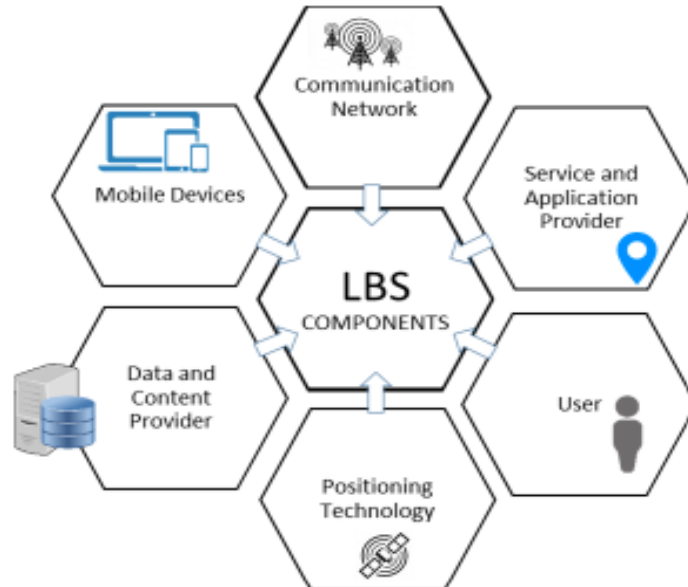 Communication
Network
Mobile Devices
Service and
Application
Provider
LBS
COMPONENTS
Data and
Content
Provider
User
Positioning
Technology